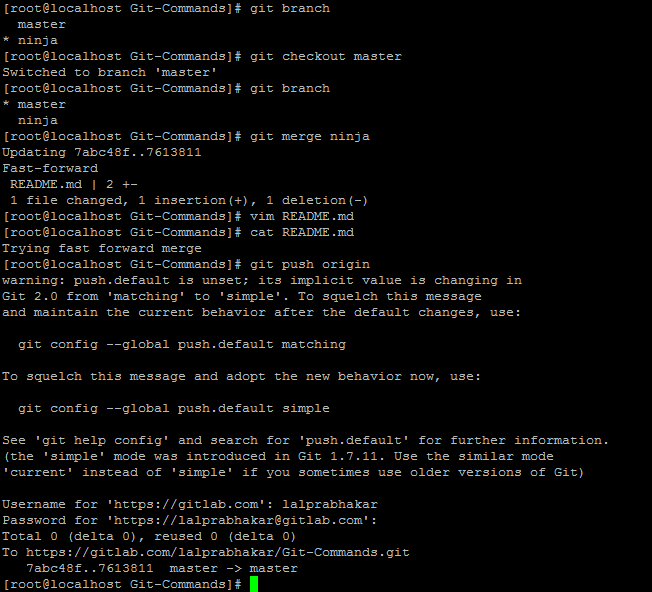 [root@localhost Git-Commands]# git branch
  master
* ninja
[root@localhost Git-Commands]# git checkout master
Switched to branch 'master'
[root@localhost Git-Commands]# git branch
* master
  ninja
[root@localhost Git-Commands]# git merge ninja
Updating 7abc48f..7613811
Fast-forward
 README.md | 2 +-
 1 file changed, 1 insertion(+), 1 deletion(-)
[root@localhost Git-Commands]# vim README.md
[root@localhost Git-Commands]# cat README.md
Trying fast forward merge
[root@localhost Git-Commands]# git push origin
warning: push.default is unset; its implicit value is changing in
Git 2.0 from 'matching' to 'simple'. To squelch this message
and maintain the current behavior after the default changes, use:

  git config --global push.default matching

To squelch this message and adopt the new behavior now, use:

  git config --global push.default simple

See 'git help config' and search for 'push.default' for further information.
(the 'simple' mode was introduced in Git 1.7.11. Use the similar mode
'current' instead of 'simple' if you sometimes use older versions of Git)

Username for 'https://gitlab.com': lalprabhakar
Password for 'https://lalprabhakar@gitlab.com':
Total 0 (delta 0), reused 0 (delta 0)
To https://gitlab.com/lalprabhakar/Git-Commands.git
   7abc48f..7613811  master -> master
[root@localhost Git-Commands]#